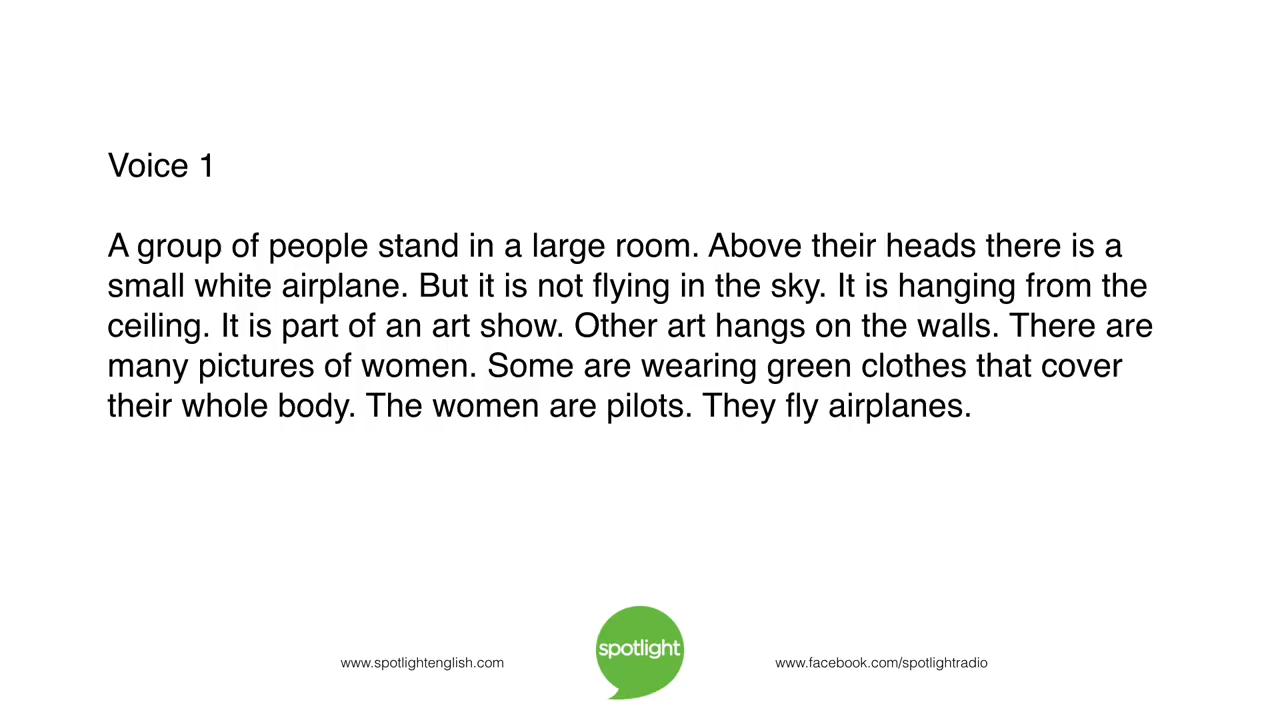 Voice 1
A group of people stand in a large room. Above their heads there is a
small white airplane. But it is not flying in the sky. It is hanging from the
ceiling. It is part of an art show. Other art hangs on the walls. There are
many pictures of women. Some are wearing green clothes that cover
their whole body. The women are pilots. They fly airplanes.
www.spotlightenglish.com
spotlight
www.facebook.com/spotlightradio